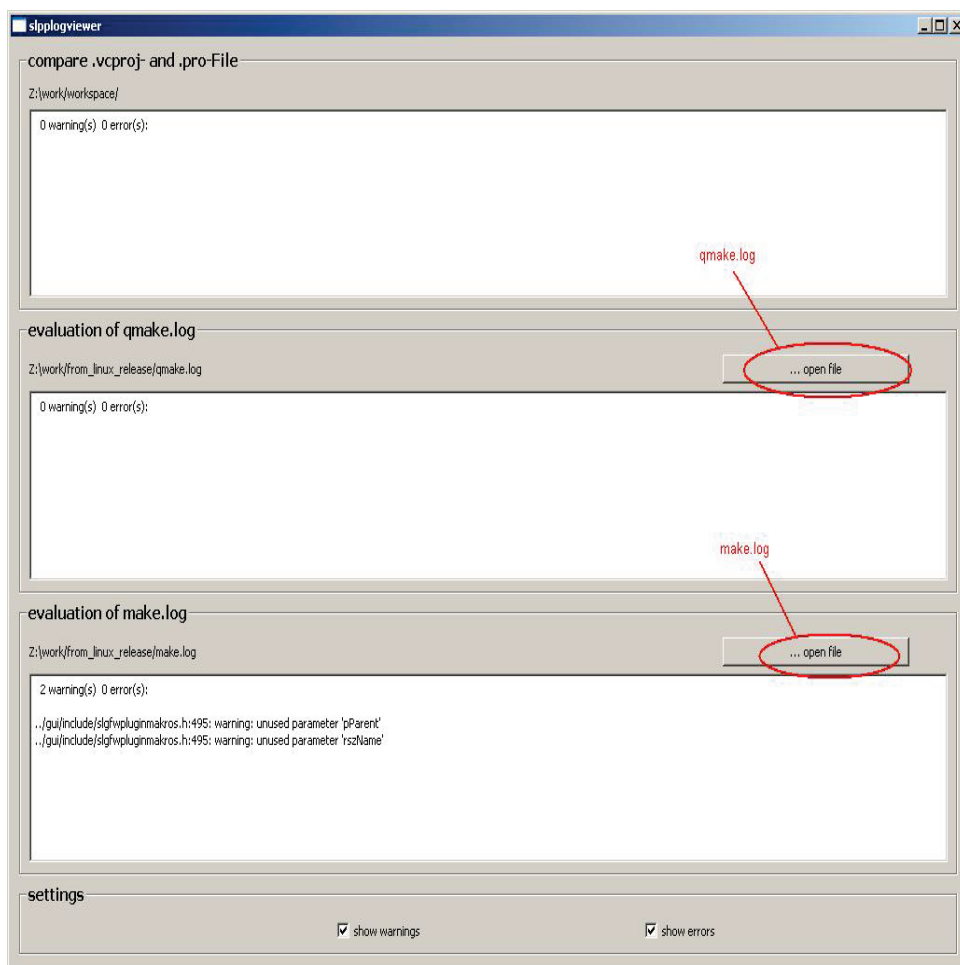 slpplogviewer
compare .vcproj- and .pro-File
Z:\work/workspace/
0 warning(s) 0 error(s):
qmake.log
evaluation of qmake.log
Z:\work/from_linux_release/qmake.log
... open file
0 warning(s) 0 error(s):
make.log
evaluation of make.log
Z:\work/from_linux_release/make.log
... open file
2 warning(s) 0 error(s):
../gui/include/slgfwpluginmakros.h:495: warning: unused parameter 'pParent'
../gui/include/slgfwpluginmakros.h:495: warning: unused parameter 'rszName'
settings
show warnings
show errors